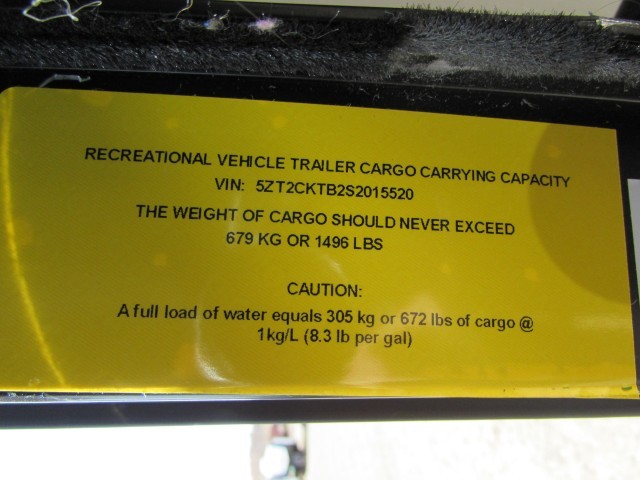 RECREATIONAL VEHICLE TRAILER CARGO CARRYING CAPACITY
VIN: 5ZT2CKTB2S2015520
THE WEIGHT OF CARGO SHOULD NEVER EXCEED
679 KG OR 1496 LBS
CAUTION:
A full load of water equals 305 kg or 672 lbs of cargo @
1kg/L (8.3 lb per gal)